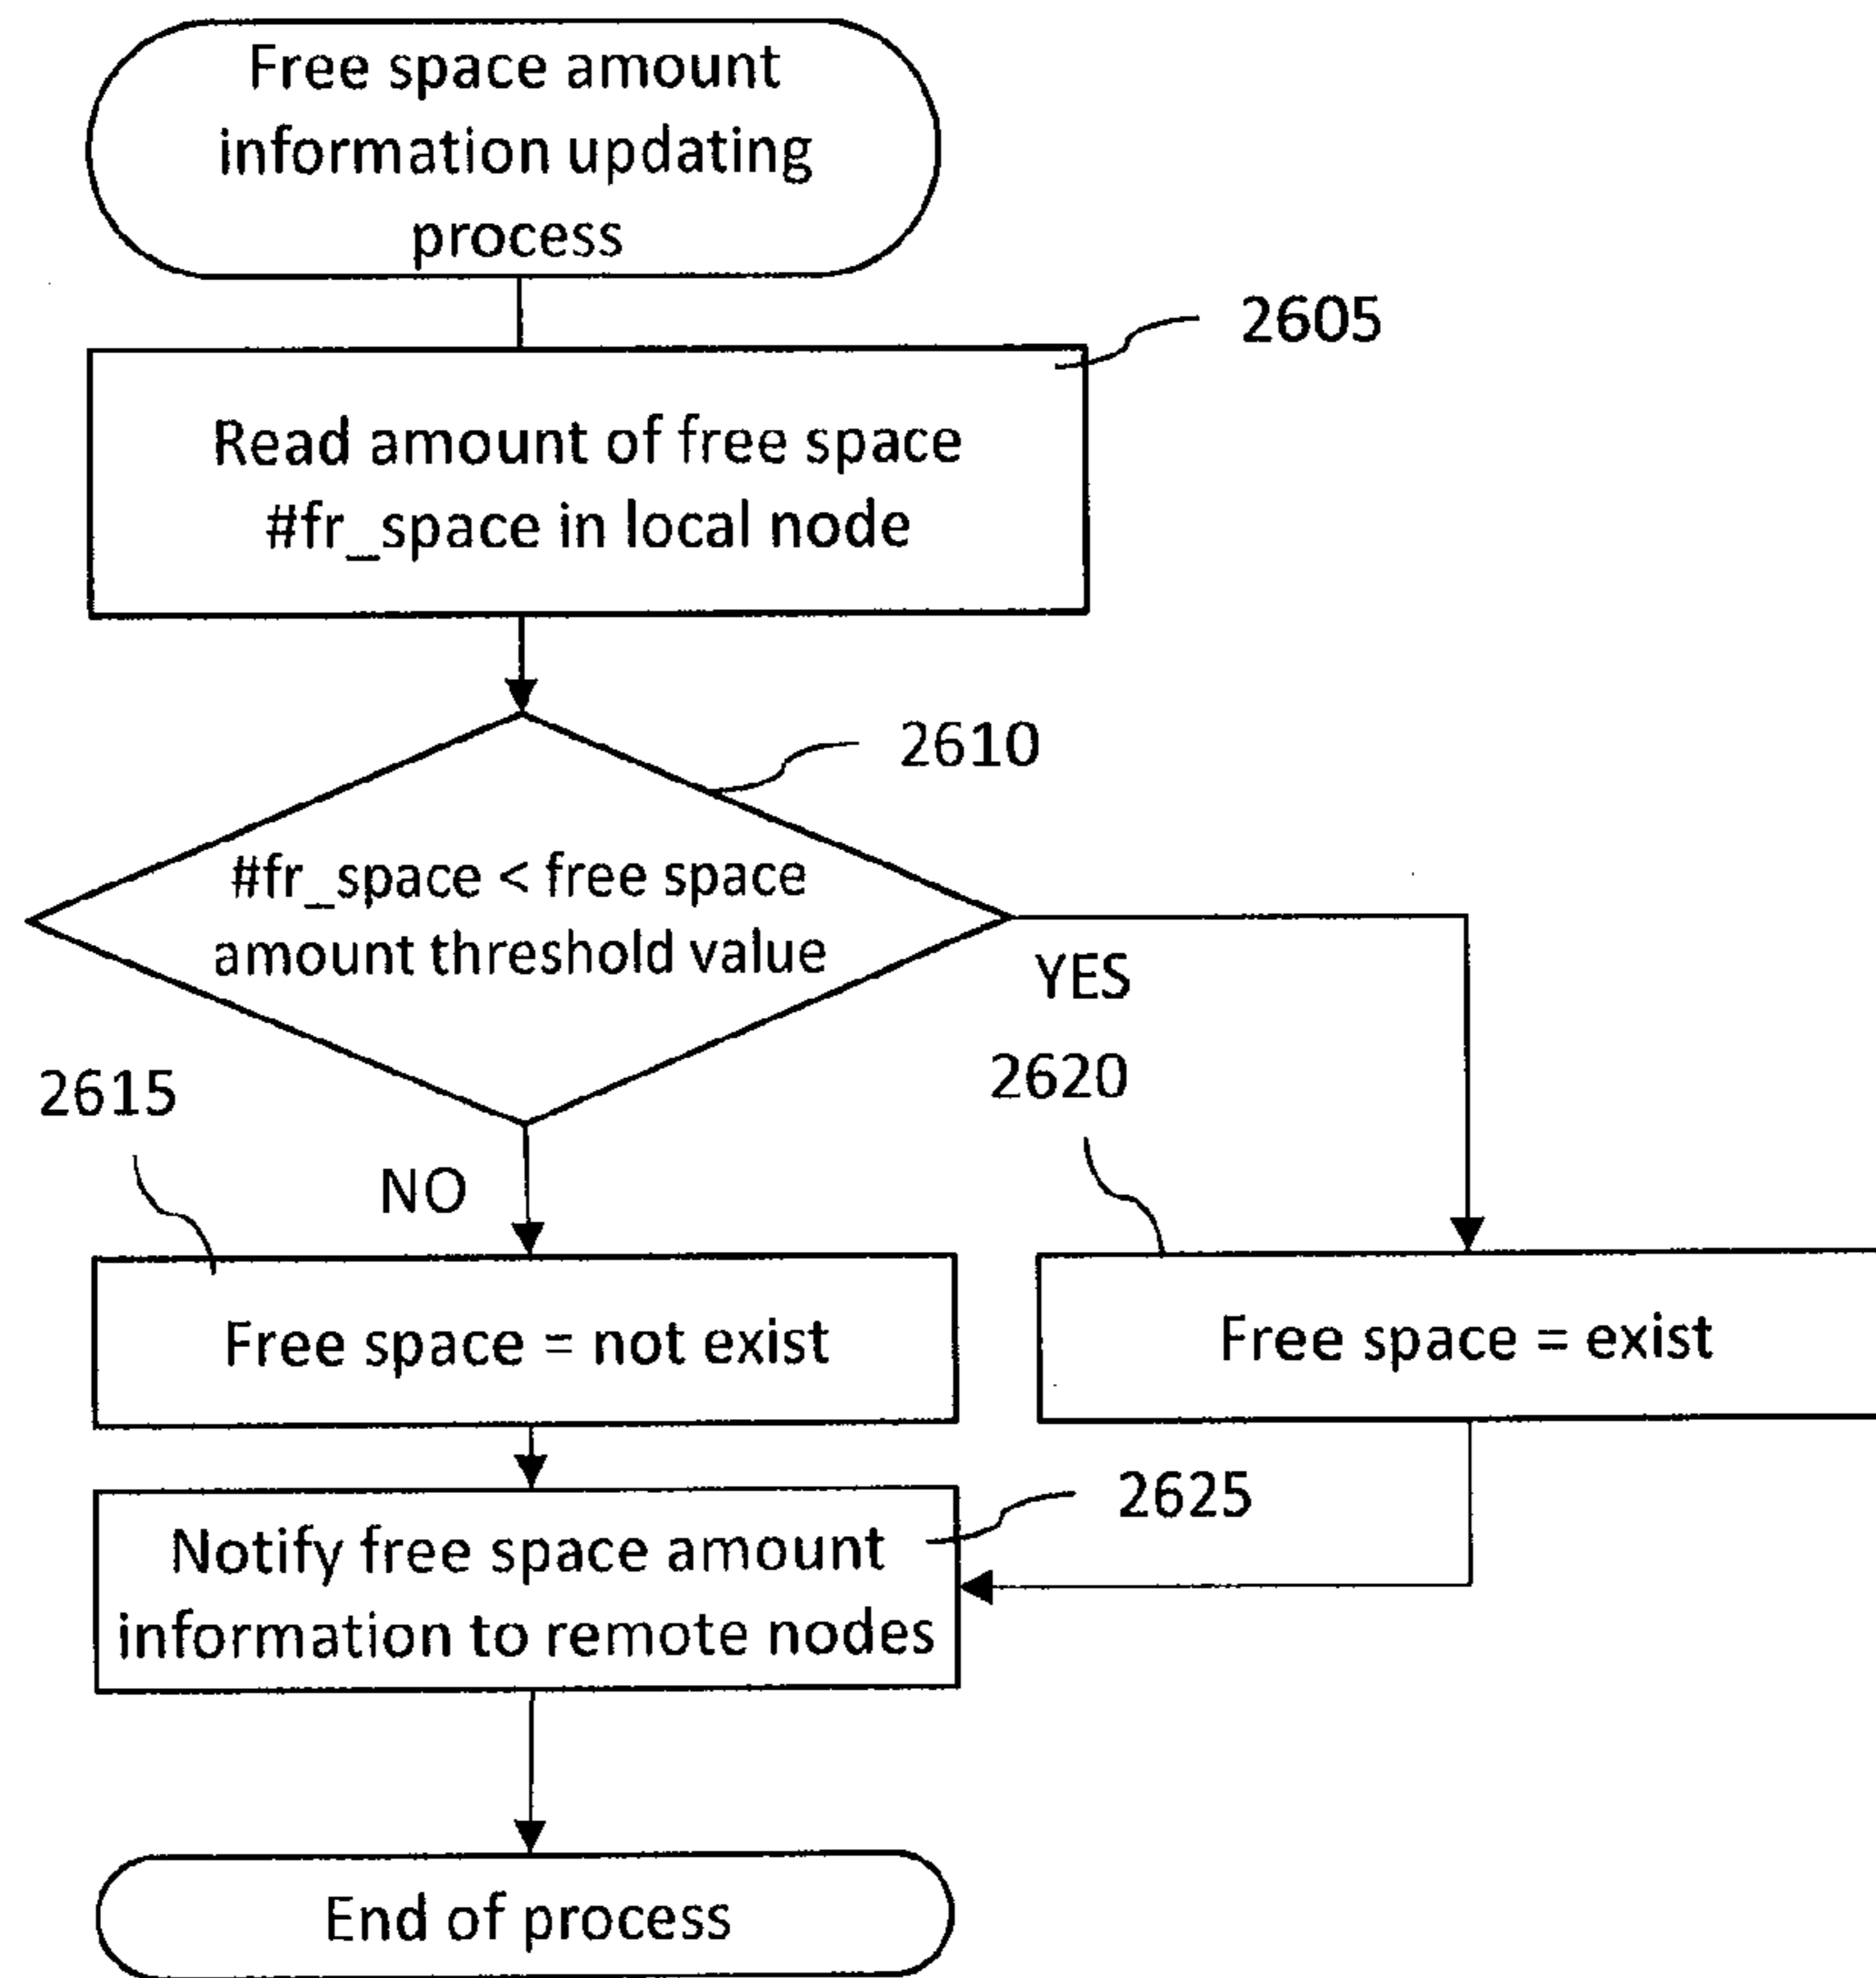 Free space amount
information updating
process
2605
Read amount of free space
#fr_space in local node
2610
#fr_space < free space
amount threshold value
YES
2620
2615
NO
Free space = not exist
Free space = exist
2625
Notify free space amount
information to remote nodes
End of process